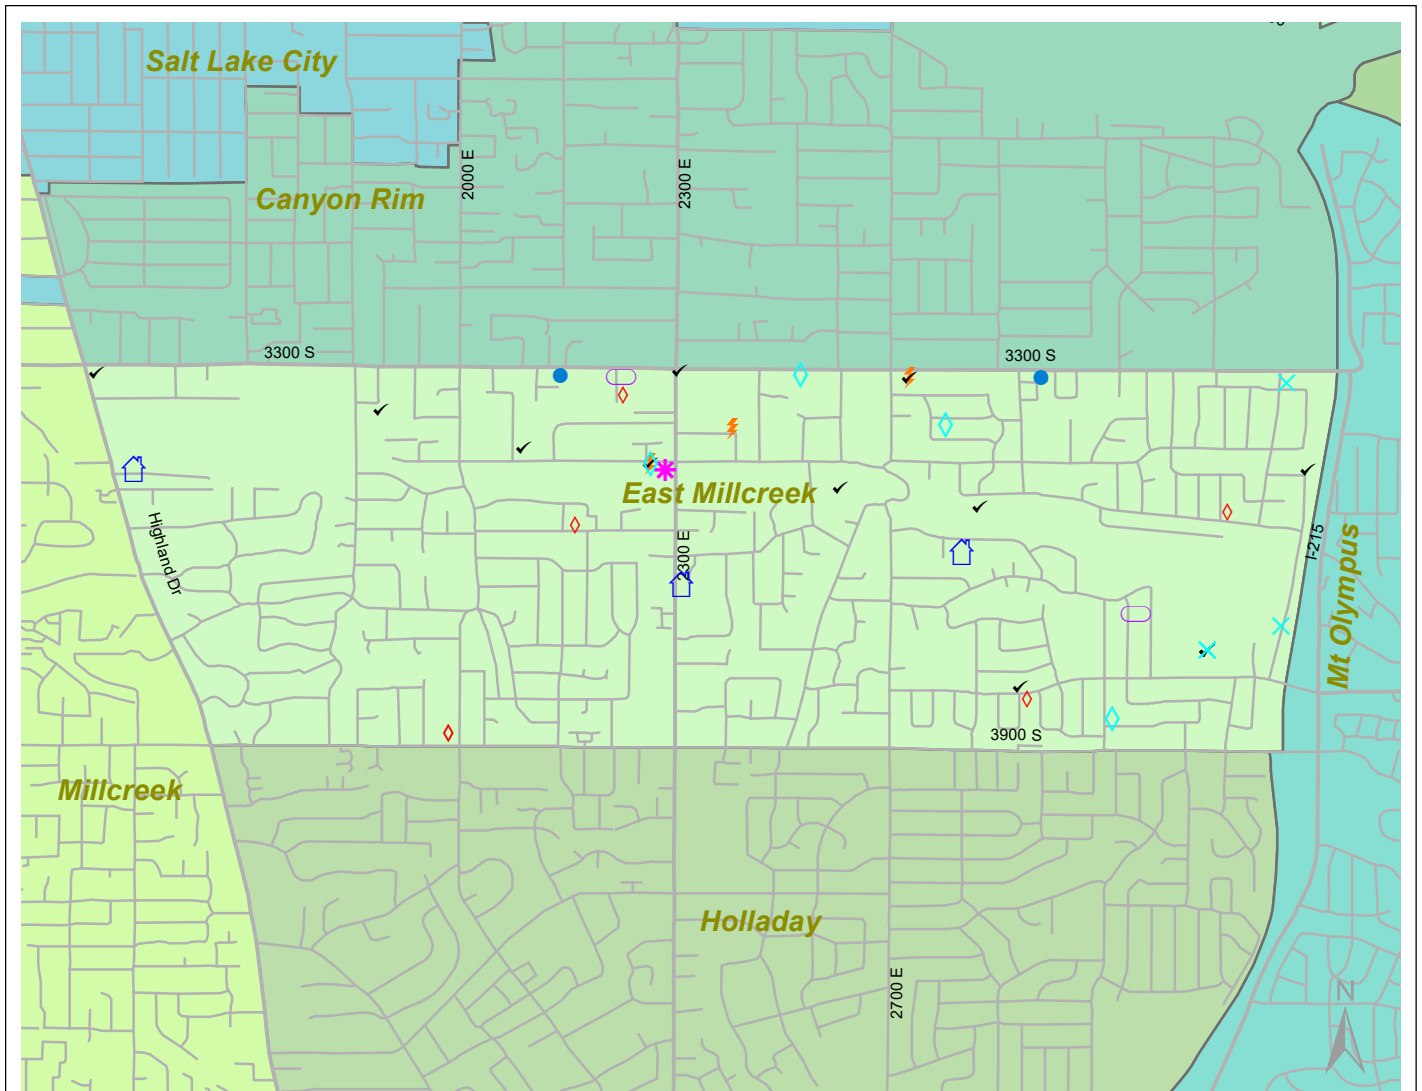 Salt Lake City
2000 E
2300 E
Canyon Rim
3300 S
3300 S
East Millcreek
Highland Dr
2300 E
I-215
Mt Olympus
3900 S
Millcreek
Holladay
2700 E
N